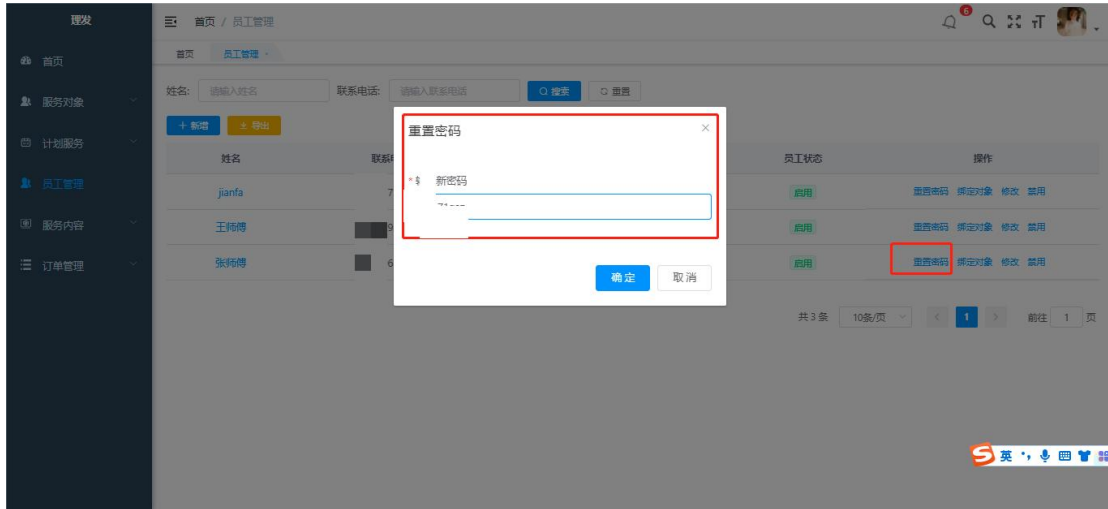 理发
首页 / 员工管理
6
首页
首页
员工管理
服务对象
计划服务
员工管理
服务内容
订单管理
姓名: 请输入姓名 联系电话: 请输入联系电话 搜索 重置
+ 新增 导出
姓名 员工状态 操作
jianfa 7 启用 重置密码 绑定对象 修改 禁用
王师傅 9 启用 重置密码 绑定对象 修改 禁用
张师傅 6 启用 重置密码 绑定对象 修改 禁用
重置密码 ×
* 新密码
确定 取消
共 3 条 10条/页 < 1 > 前往 1 页
英